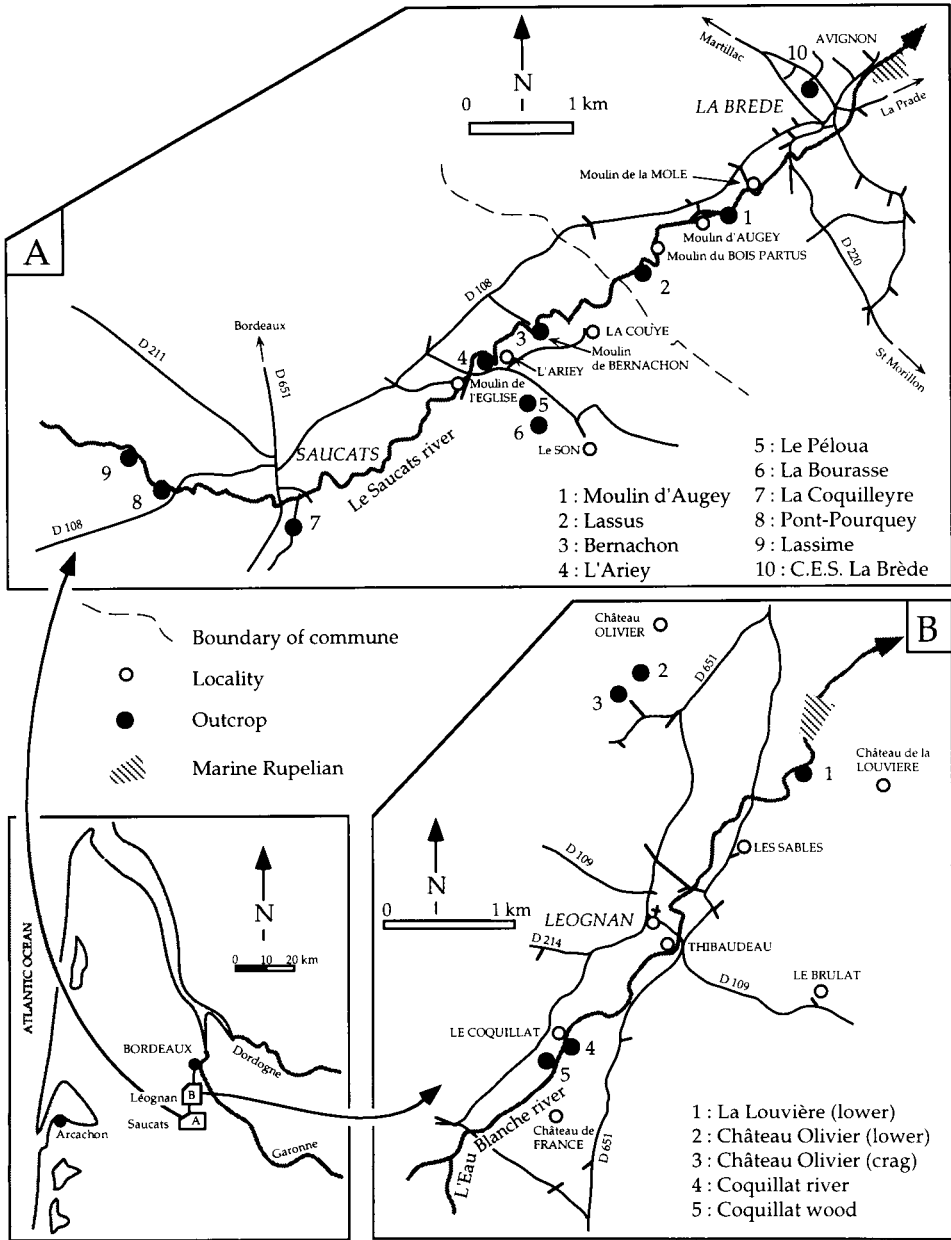 A
N
0 1 km
Martillac
AVIGNON
10
LA BREDE
La Prade
Moulin de la MOLE
1
Moulin d'AUGEY
Moulin du BOIS PARTUS
2
D 220
St Morillon
D 108
3
LA COUYE
Moulin
de BERNACHON
4
L'ARIEY
Moulin de
l'EGLISE
5
6
Le SON
Bordeaux
D 211
D 651
SAUCATS
Le Saucats river
9
8
7
D 108
1 : Moulin d'Augey
2 : Lassus
3 : Bernachon
4 : L'Ariey
5 : Le Péloua
6 : La Bourasse
7 : La Coquilleyre
8 : Pont-Pourquey
9 : Lassime
10 : C.E.S. La Brède
Boundary of commune
Locality
Outcrop
Marine Rupelian
ATLANTIC OCEAN
N
0 10 20 km
BORDEAUX
Dordogne
Léognan
B
Saucats
A
Arcachon
Garonne
B
Château
OLIVIER
2
3
D 651
1
Château de la
LOUVIERE
N
0 1 km
D 109
LES SABLES
LEOGNAN
D 214
THIBAUDEAU
D 109
LE BRULAT
LE COQUILLAT
4
5
L'Eau Blanche river
Château de
FRANCE
D 651
1 : La Louvière (lower)
2 : Château Olivier (lower)
3 : Château Olivier (crag)
4 : Coquillat river
5 : Coquillat wood